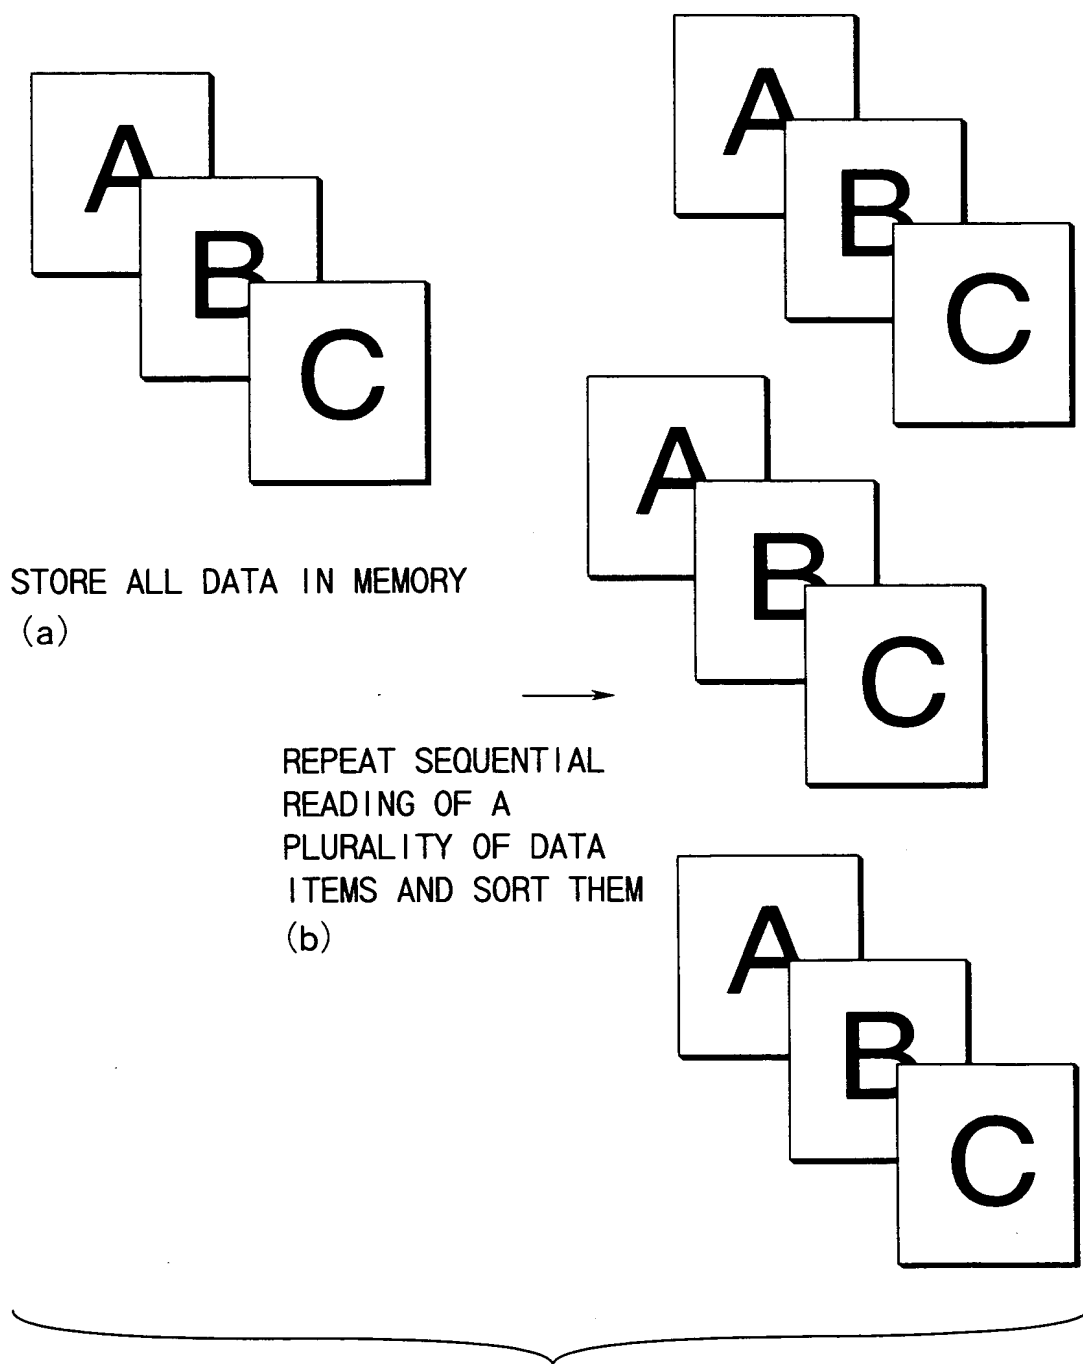 A
B
C
STORE ALL DATA IN MEMORY
(a)
A
B
C
A
B
C
REPEAT SEQUENTIAL
READING OF A
PLURALITY OF DATA
ITEMS AND SORT THEM
(b)
A
B
C